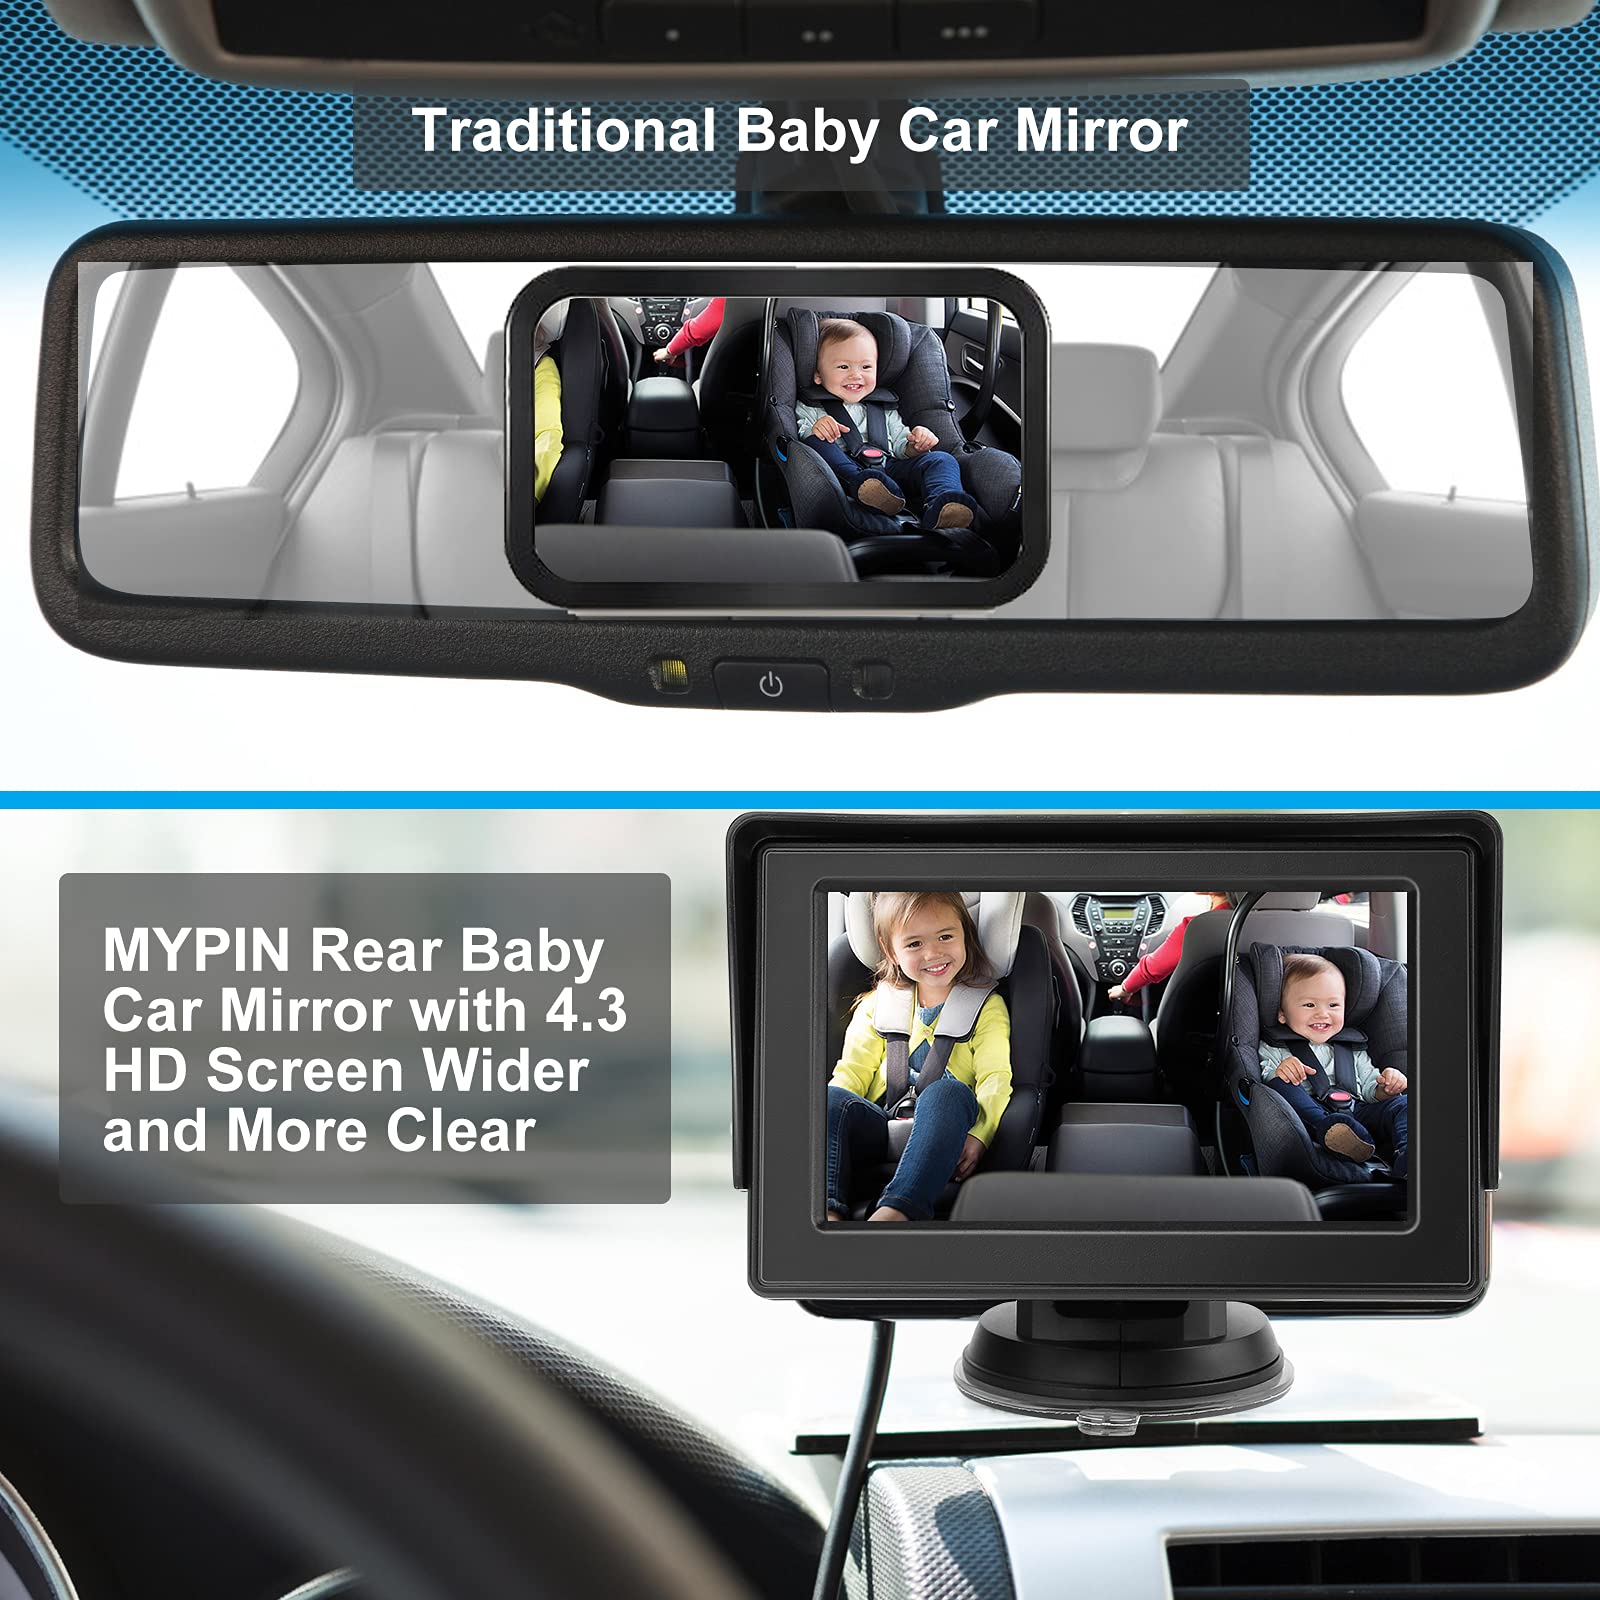 Traditional Baby Car Mirror
MYPIN Rear Baby
Car Mirror with 4.3
HD Screen Wider
and More Clear